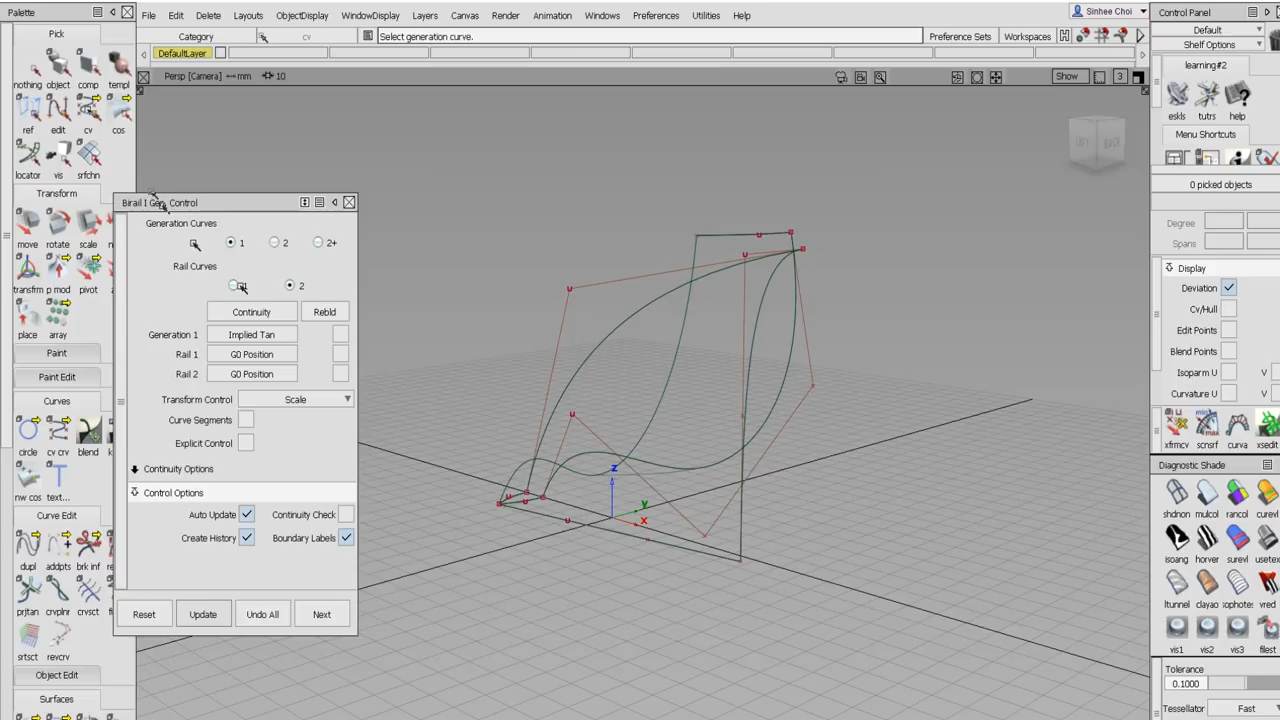 Palette
File Edit Delete Layouts ObjectDisplay WindowDisplay Layers Canvas Render Animation Windows Preferences Utilities Help
Sinhee Choi
Control Panel
Category
cv
Select generation curve.
Preference Sets
Workspaces
Default
Shelf Options
DefaultLayer
Persp [Camera] mm 10
Show
3
learning#2
eskls tutrs help
Menu Shortcuts
0 picked objects
Degree
Spans
Display
Deviation
Cv/Hull
Edit Points
Blend Points
Isoparm U V
Curvature U V
xfrmcv scnsrf curva xsedit
Diagnostic Shade
shdnon mulcol rancol curevl
isoang horver surevl isotex
ltunnel clayao sophotex vred
vis1 vis2 vis3 filest
Tolerance
0.1000
Tessellator Fast
Pick
nothing object comp templ
ref edit cv cos
locator vis srfchn
Transform
move rotate scale
transfrm p mod pivot
place array
Paint
Paint Edit
Curves
circle cv crv blend
nw cos text...
Curve Edit
dupl addpts brk inf
prjtan crvplnr crvsct
srtsct revcrv
Object Edit
Surfaces
Birail I Gen. Control
Generation Curves
1 2 2+
Rail Curves
2
Continuity Rebld
Generation 1 Implied Tan
Rail 1 G0 Position
Rail 2 G0 Position
Transform Control Scale
Curve Segments
Explicit Control
Continuity Options
Control Options
Auto Update Continuity Check
Create History Boundary Labels
Reset Update Undo All Next
u
u
u
u
u
u
u
z
y
x